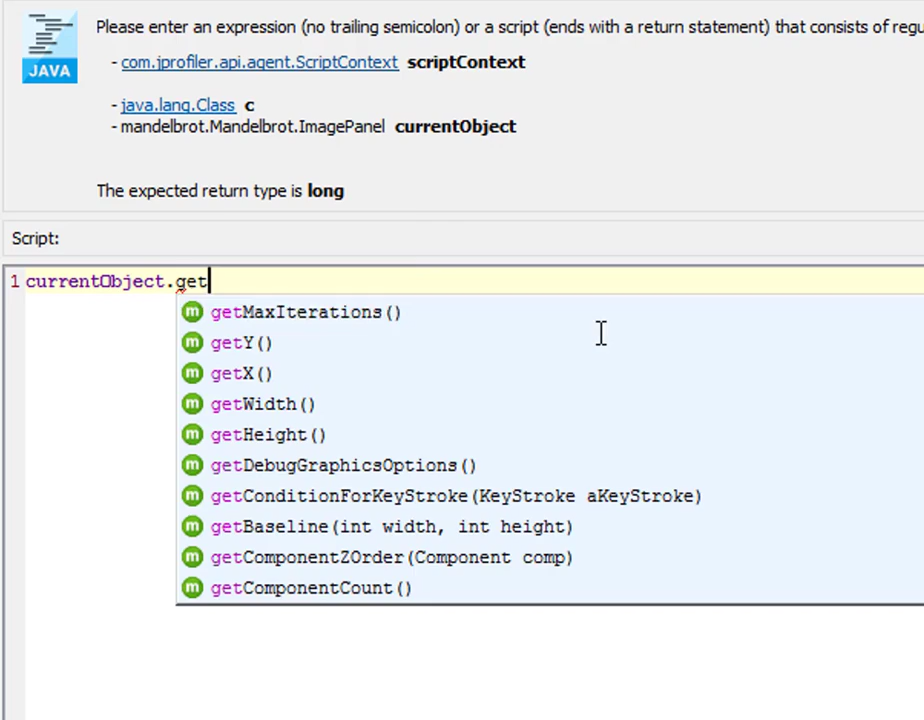 Please enter an expression (no trailing semicolon) or a script (ends with a return statement) that consists of regu
JAVA
- com.jprofiler.api.agent.ScriptContext scriptContext
- java.lang.Class c
- mandelbrot.Mandelbrot.ImagePanel currentObject
The expected return type is long
Script:
1 currentObject.get
m getMaxIterations()
m getY()
m getX()
m getWidth()
m getHeight()
m getDebugGraphicsOptions()
m getConditionForKeyStroke(KeyStroke aKeyStroke)
m getBaseline(int width, int height)
m getComponentZOrder(Component comp)
m getComponentCount()